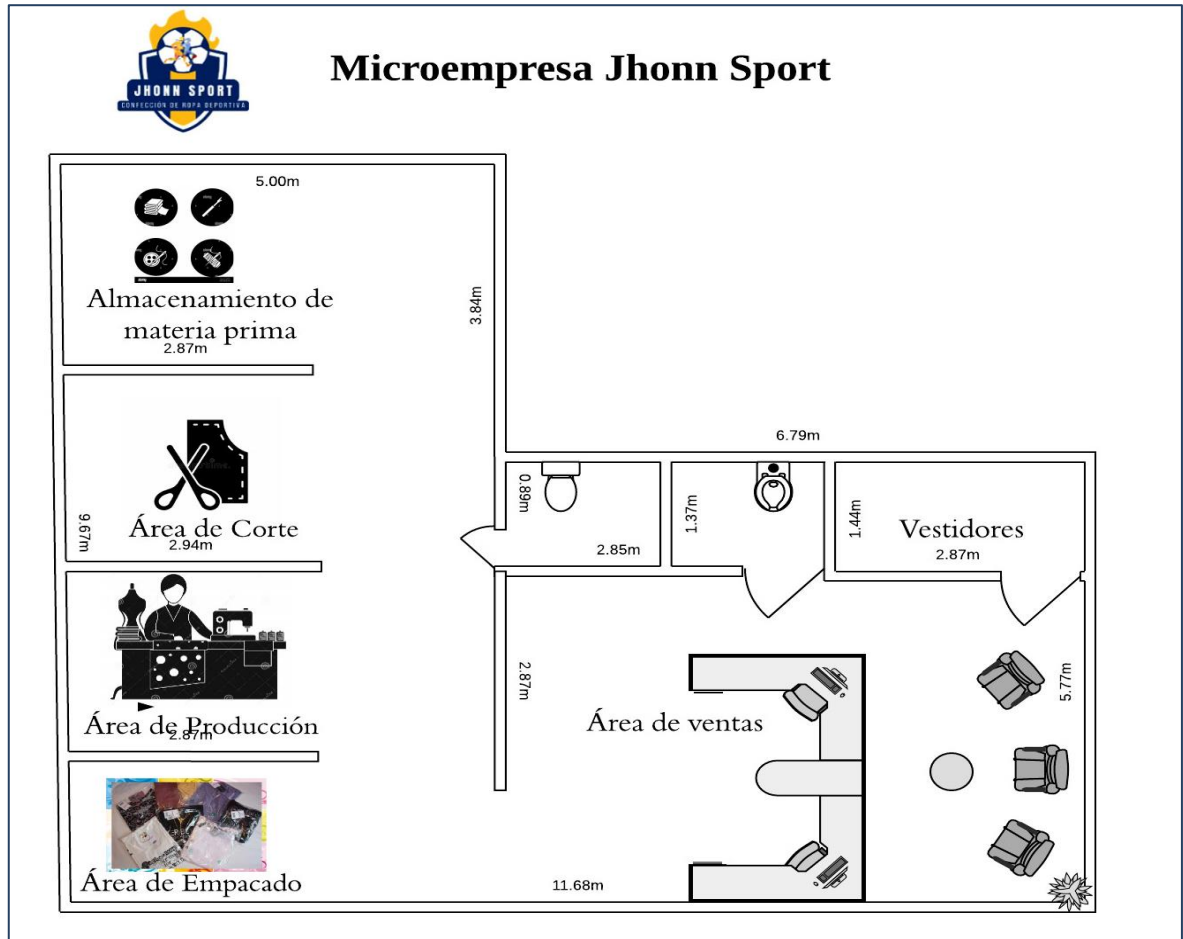 JHONN SPORT
CONFECCIÓN DE ROPA DEPORTIVA
Microempresa Jhonn Sport
5.00m
Almacenamiento de
materia prima
2.87m
3.84m
6.79m
Área de Corte
2.94m
9.67m
0.89m
2.85m
1.37m
1.44m
Vestidores
2.87m
Área de Producción
2.87m
2.87m
Área de ventas
5.77m
Área de Empacado
11.68m